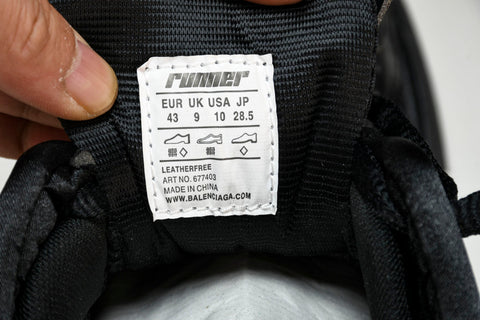 runner
EUR UK USA JP
43 9 10 28.5
LEATHERFREE
ART NO. 677403
MADE IN CHINA
WWW.BALENCIAGA.COM